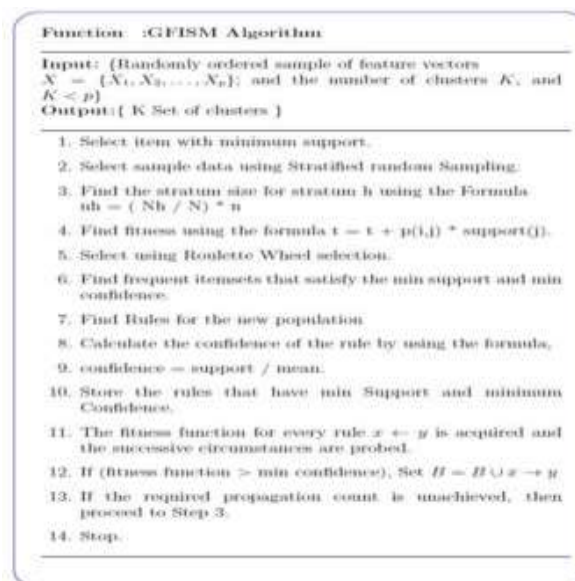 Function :GFISM Algorithm
Input: {Randomly ordered sample of feature vectors
X = {X₁, X₂, . . . , Xₚ}; and the number of clusters K, and
K < p}
Output:{ K Set of clusters }
1. Select item with minimum support.
2. Select sample data using Stratified random Sampling.
3. Find the stratum size for stratum h using the Formula
nh = ( Nh / N) * n
4. Find fitness using the formula t = t + p(i,j) * support(j).
5. Select using Roulette Wheel selection.
6. Find frequent itemsets that satisfy the min support and min
confidence.
7. Find Rules for the new population
8. Calculate the confidence of the rule by using the formula,
9. confidence = support / mean.
10. Store the rules that have min Support and minimum
Confidence.
11. The fitness function for every rule x ← y is acquired and
the successive circumstances are probed.
12. If (fitness function > min confidence), Set B = B ∪ x → y
13. If the required propagation count is unachieved, then
proceed to Step 3.
14. Stop.